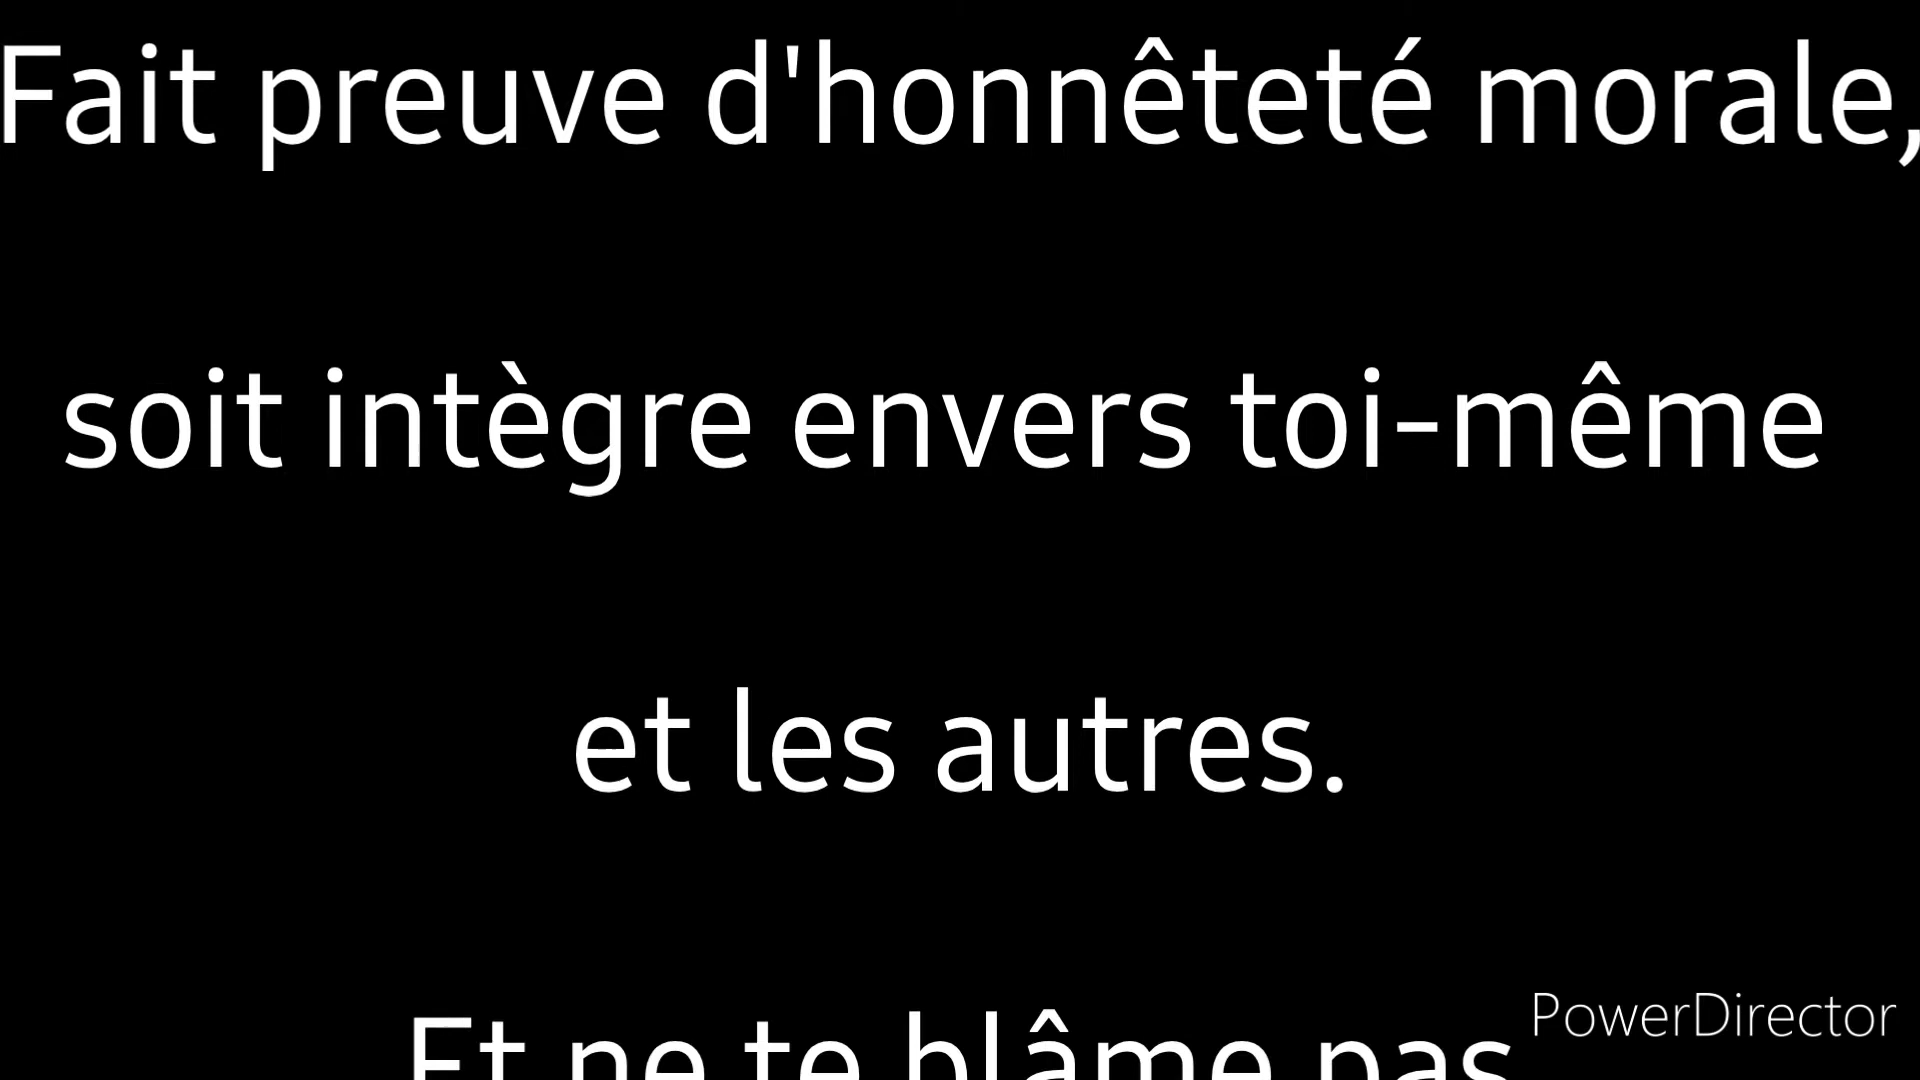 Fait preuve d'honnêteté morale,
soit intègre envers toi-même
et les autres.
Et ne te blâme pas
PowerDirector